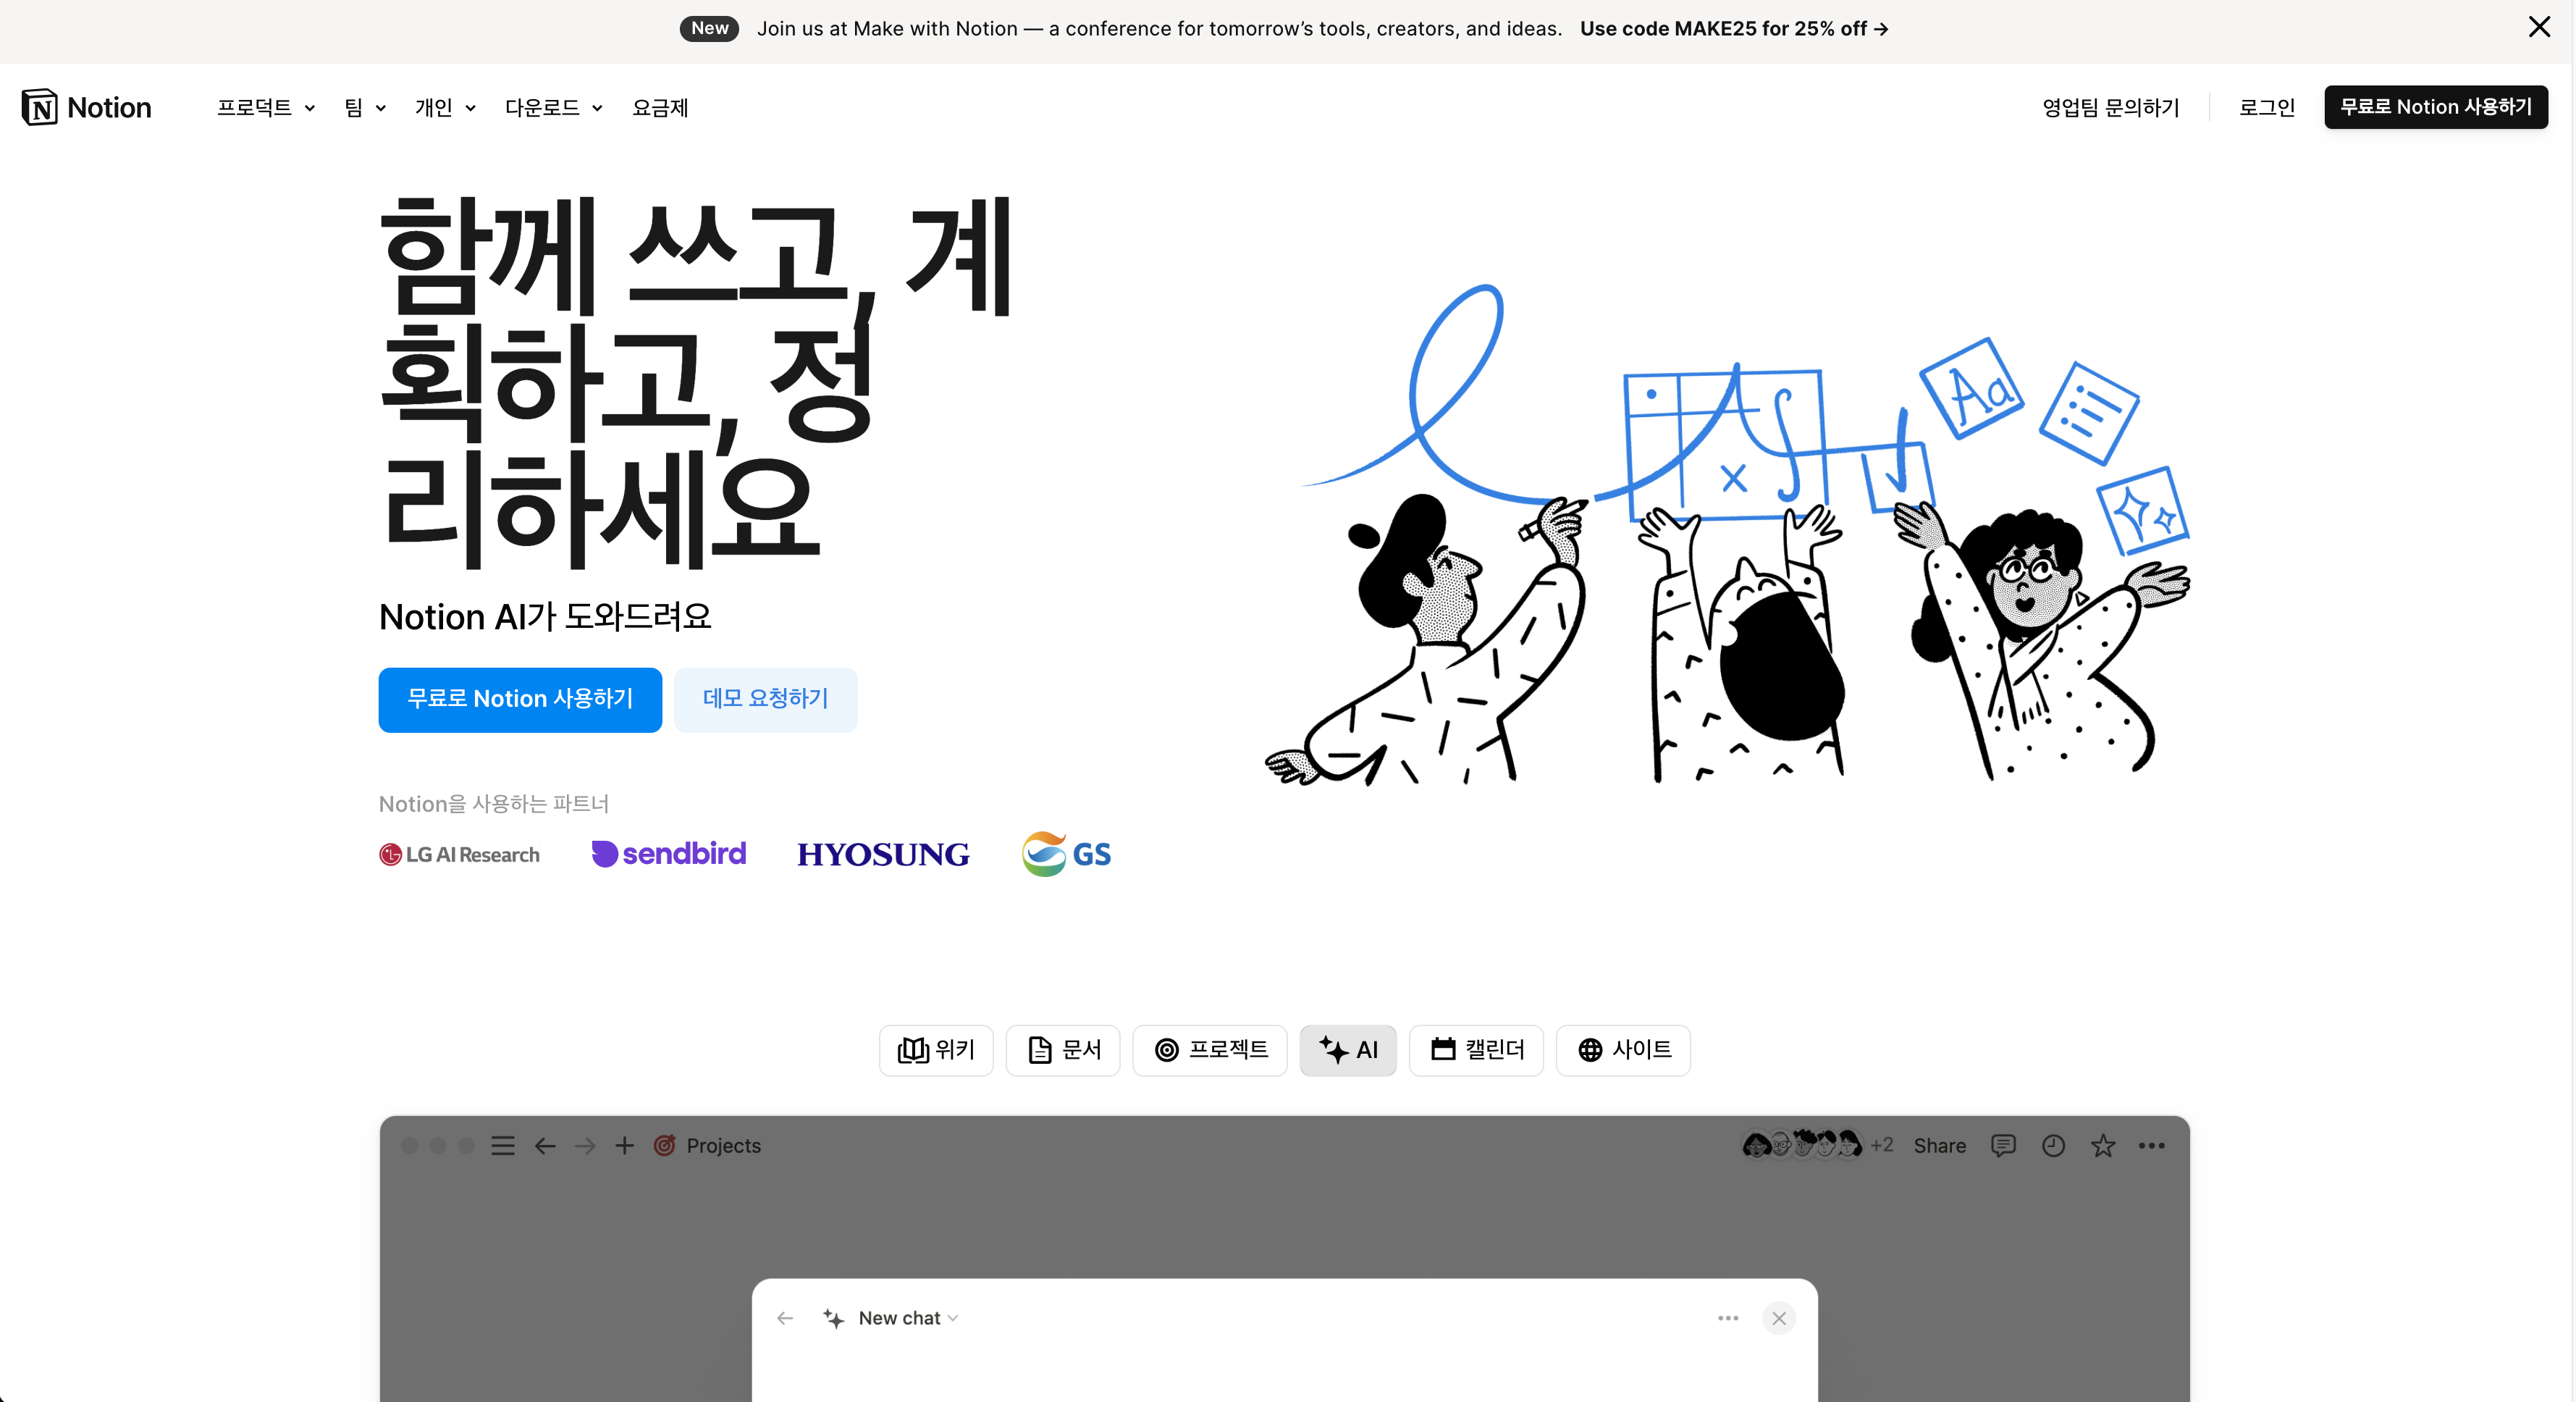 New Join us at Make with Notion — a conference for tomorrow’s tools, creators, and ideas. Use code MAKE25 for 25% off →
Notion 프로덕트 팀 개인 다운로드 요금제 영업팀 문의하기 로그인 무료로 Notion 사용하기
함께 쓰고, 계
획하고, 정
리하세요
Aa
Notion AI가 도와드려요
무료로 Notion 사용하기 데모 요청하기
Notion을 사용하는 파트너
LG AI Research sendbird HYOSUNG GS
위키 문서 프로젝트 AI 캘린더 사이트
Projects +2 Share
New chat